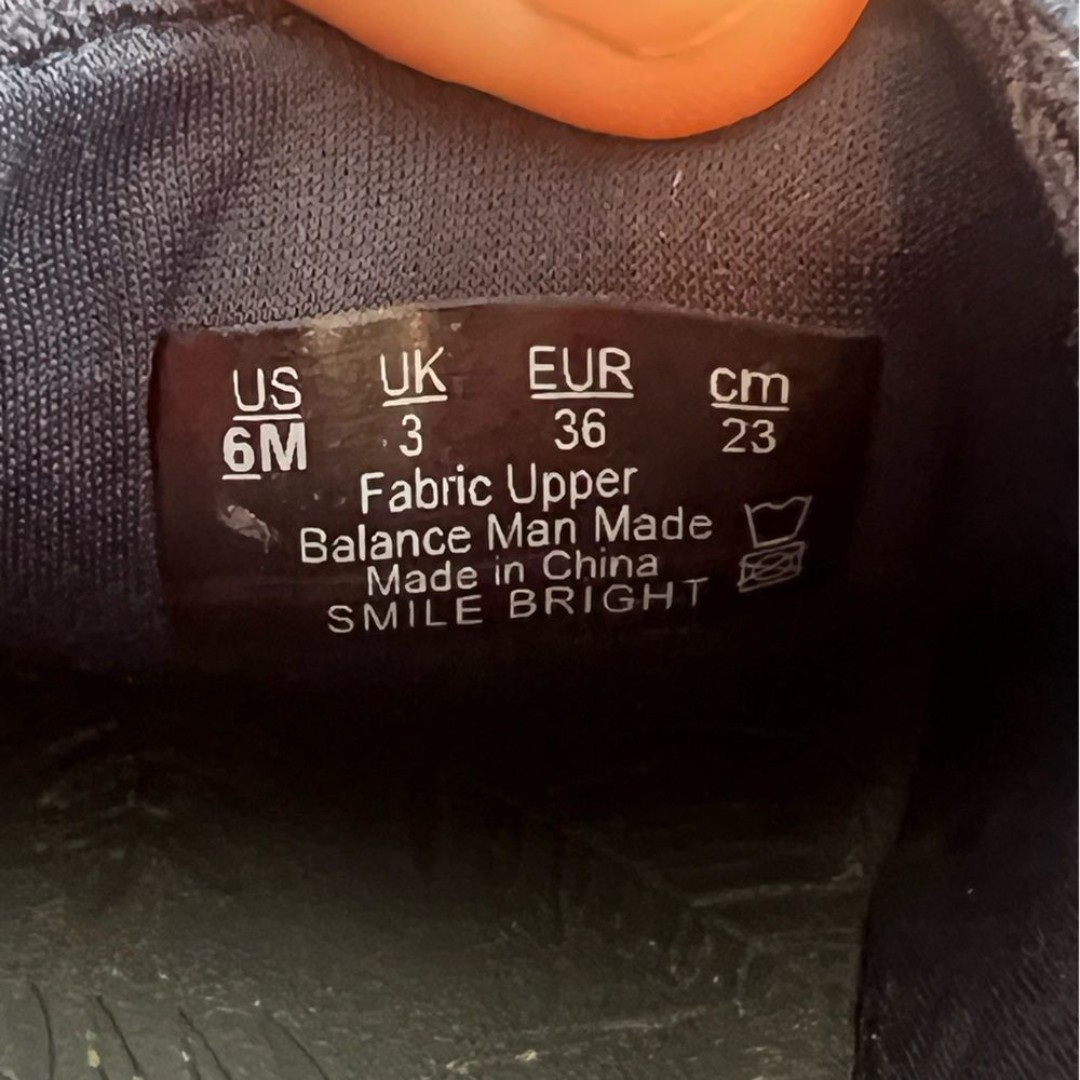 US UK EUR cm
6M 3 36 23
Fabric Upper
Balance Man Made
Made in China
SMILE BRIGHT